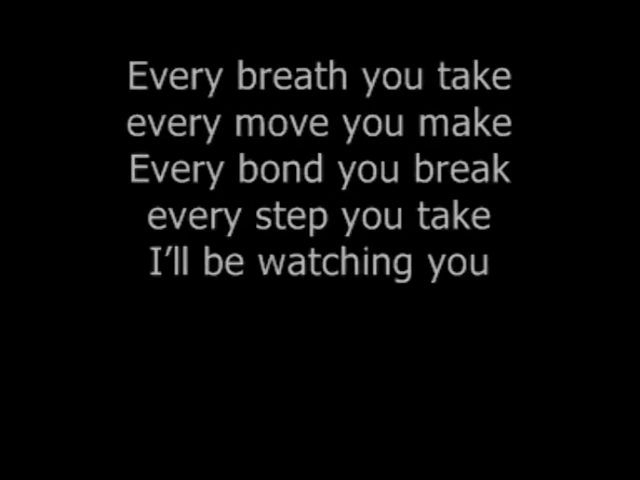 Every breath you take
every move you make
Every bond you break
every step you take
I'll be watching you